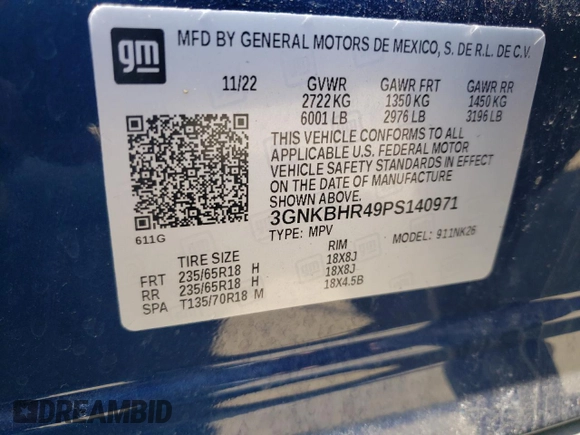 gm
MFD BY GENERAL MOTORS DE MEXICO, S. DE R.L. DE C.V.
11/22 GVWR GAWR FRT GAWR RR
2722 KG 1350 KG 1450 KG
6001 LB 2976 LB 3196 LB
THIS VEHICLE CONFORMS TO ALL
APPLICABLE U.S. FEDERAL MOTOR
VEHICLE SAFETY STANDARDS IN EFFECT
ON THE DATE OF MANUFACTURE
SHOWN ABOVE.
3GNKBHR49PS140971
611G
TYPE: MPV MODEL: 911NK26
TIRE SIZE RIM
FRT 235/65R18 H 18X8J
RR 235/65R18 H 18X8J
SPA T135/70R18 M 18X4.5B
DREAMBID